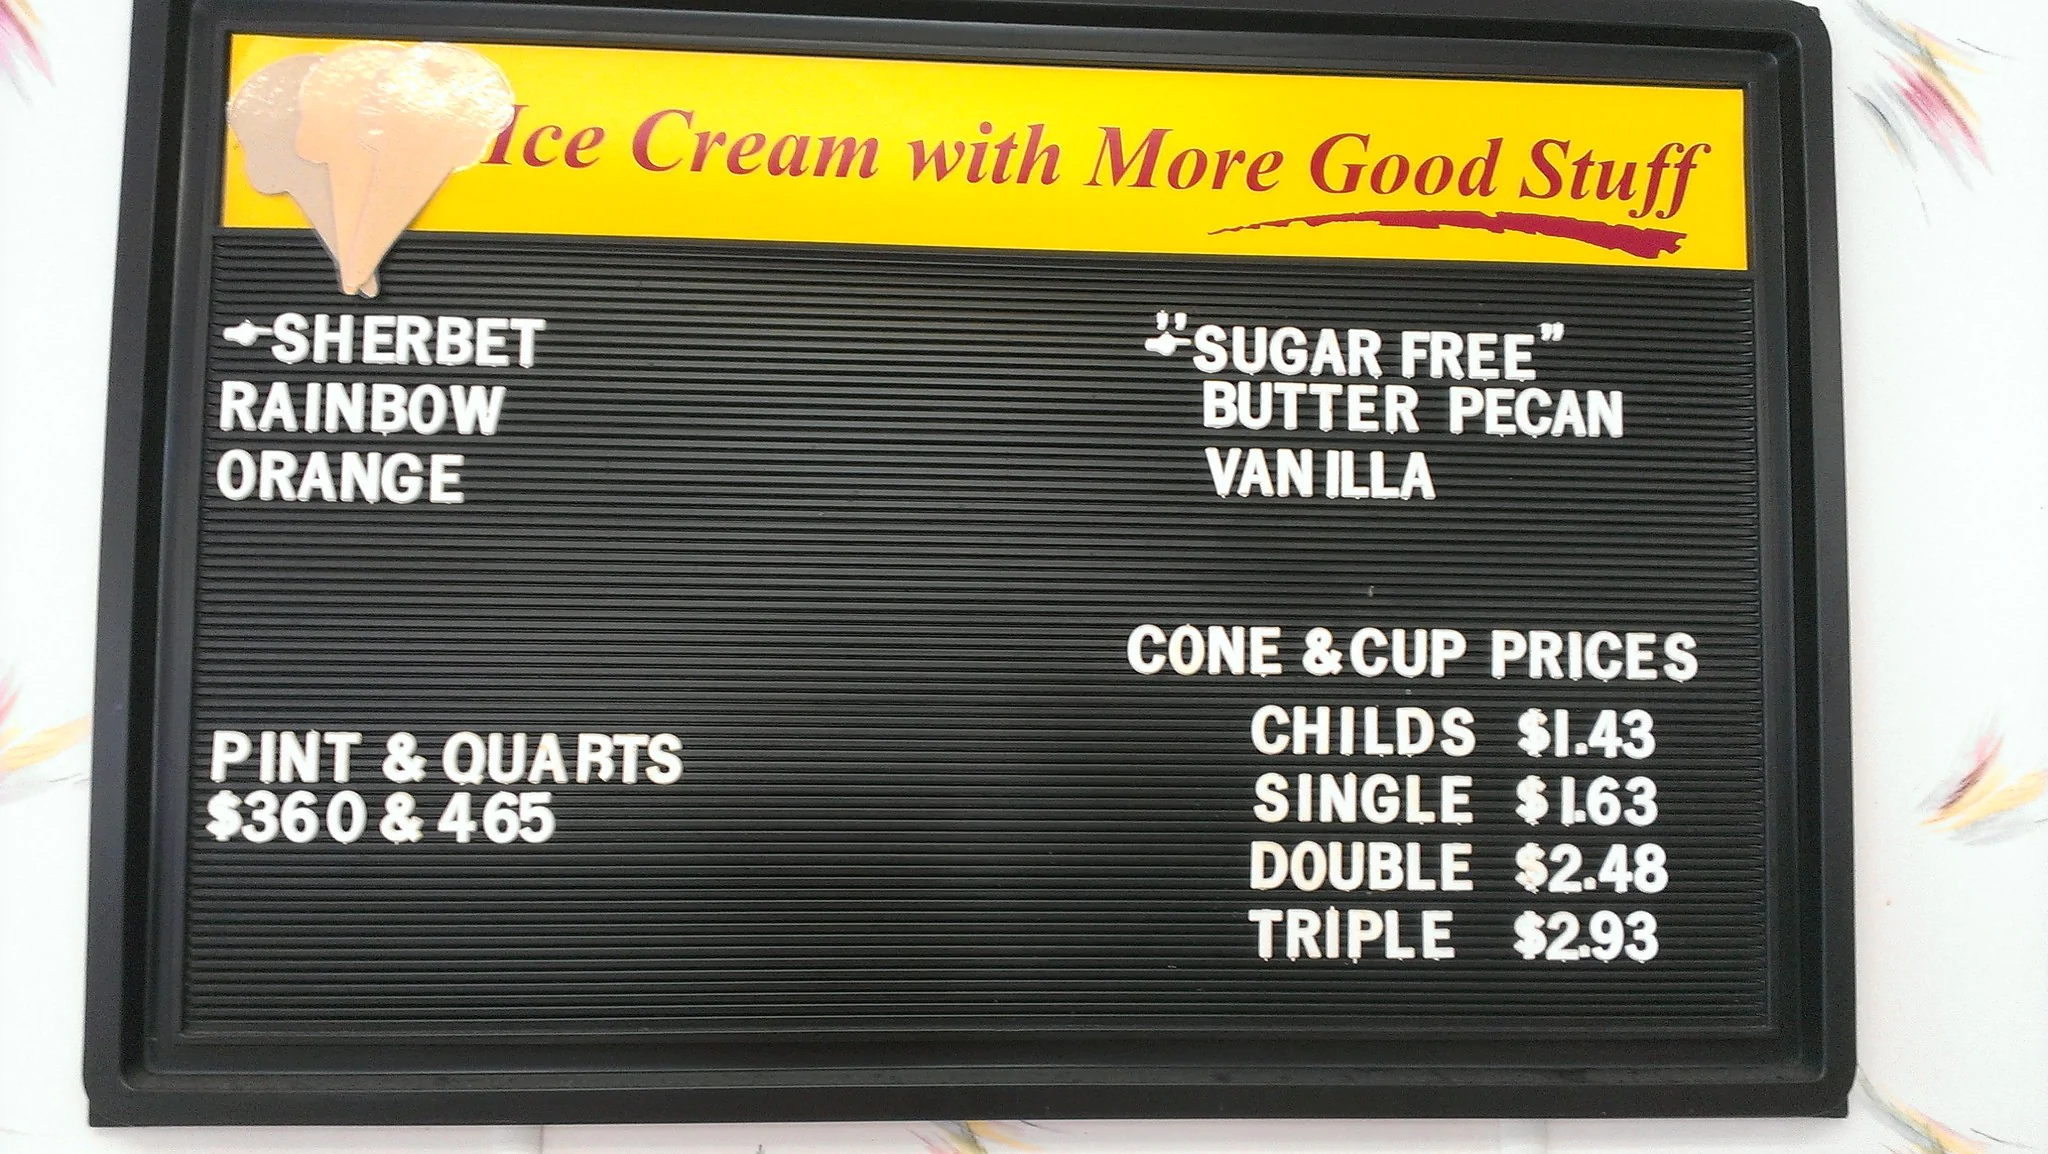 Ice Cream with More Good Stuff
SHERBET
RAINBOW
ORANGE
"SUGAR FREE"
BUTTER PECAN
VANILLA
PINT & QUARTS
$360 & 465
CONE & CUP PRICES
CHILDS $1.43
SINGLE $1.63
DOUBLE $2.48
TRIPLE $2.93